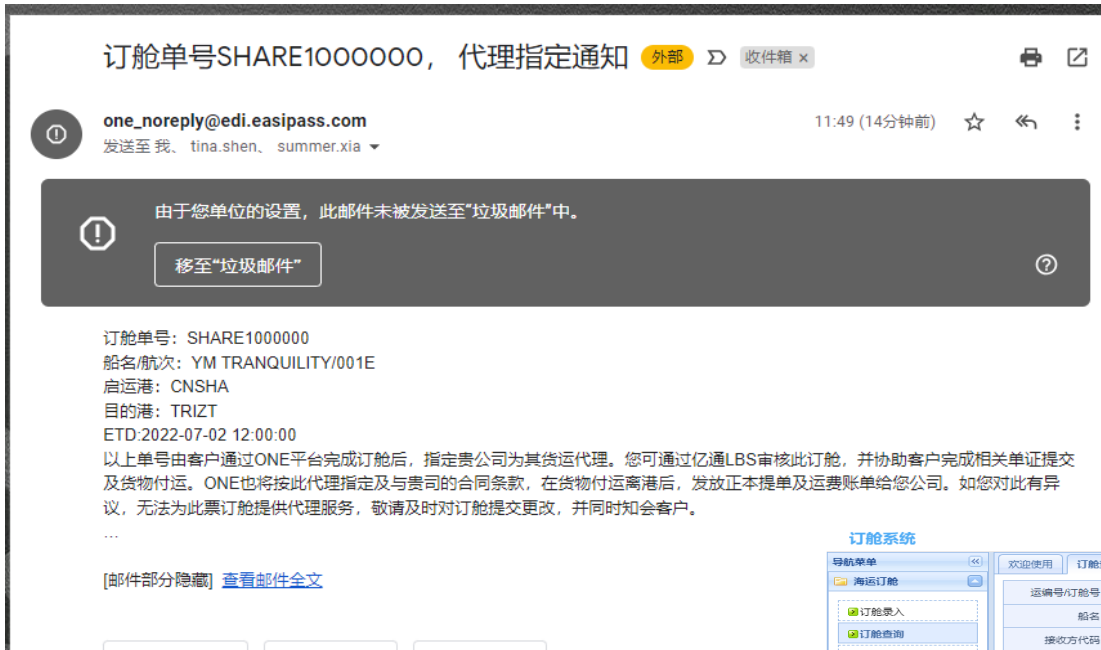 订舱单号SHARE1000000，代理指定通知 外部 收件箱 ×
one_noreply@edi.easipass.com 11:49 (14分钟前)
发送至 我、 tina.shen、 summer.xia
由于您单位的设置，此邮件未被发送至“垃圾邮件”中。
移至“垃圾邮件”
订舱单号：SHARE1000000
船名/航次：YM TRANQUILITY/001E
启运港：CNSHA
目的港：TRIZT
ETD:2022-07-02 12:00:00
以上单号由客户通过ONE平台完成订舱后，指定贵公司为其货运代理。您可通过亿通LBS审核此订舱，并协助客户完成相关单证提交
及货物付运。ONE也将按此代理指定及与贵司的合同条款，在货物付运离港后，发放正本提单及运费账单给您公司。如您对此有异
议，无法为此票订舱提供代理服务，敬请及时对订舱提交更改，并同时知会客户。
...
[邮件部分隐藏] 查看邮件全文
订舱系统
导航菜单
海运订舱
订舱录入
订舱查询
欢迎使用 订舱
运编号/订舱号
船名
接收方代码